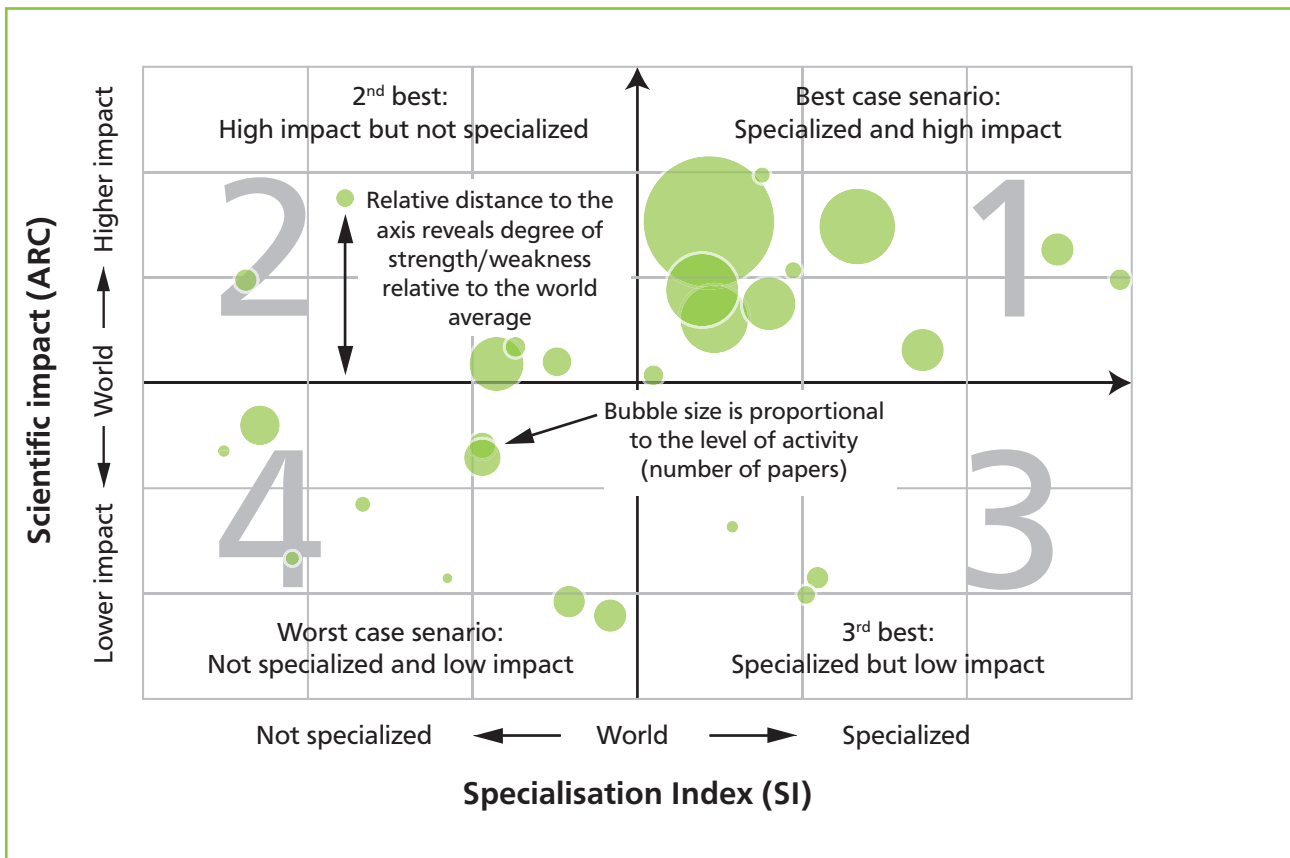 2nd best:
High impact but not specialized
Best case senario:
Specialized and high impact
2
1
Relative distance to the
axis reveals degree of
strength/weakness
relative to the world
average
Bubble size is proportional
to the level of activity
(number of papers)
4
3
Worst case senario:
Not specialized and low impact
3rd best:
Specialized but low impact
Scientific impact (ARC)
Lower impact
World
Higher impact
Not specialized
World
Specialized
Specialisation Index (SI)